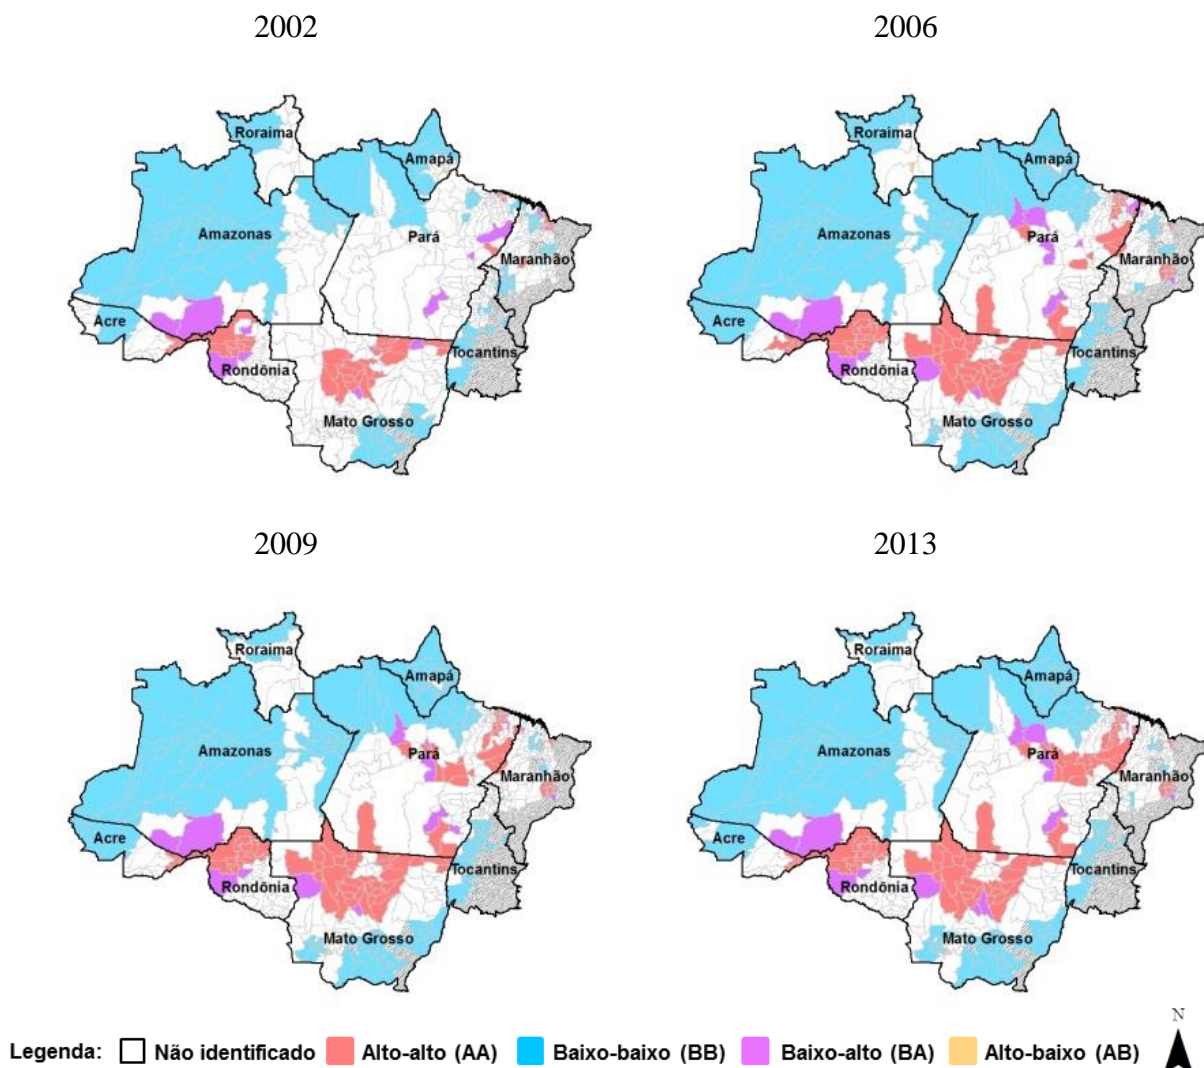 2002
2006
Roraima
Amapá
Amazonas
Pará
Maranhão
Acre
Tocantins
Rondônia
Mato Grosso
Roraima
Amapá
Amazonas
Pará
Maranhão
Acre
Tocantins
Rondônia
Mato Grosso
2009
2013
Roraima
Amapá
Amazonas
Pará
Maranhão
Acre
Tocantins
Rondônia
Mato Grosso
Roraima
Amapá
Amazonas
Pará
Maranhão
Acre
Tocantins
Rondônia
Mato Grosso
N
Legenda: Não identificado Alto-alto (AA) Baixo-baixo (BB) Baixo-alto (BA) Alto-baixo (AB)